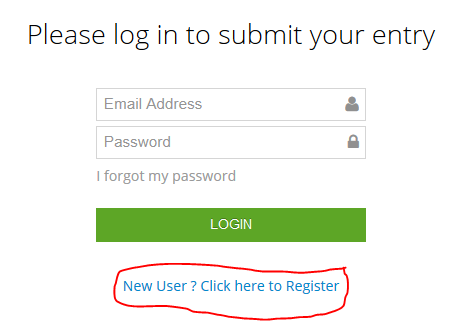 Please log in to submit your entry
Email Address
Password
I forgot my password
LOGIN
New User ? Click here to Register